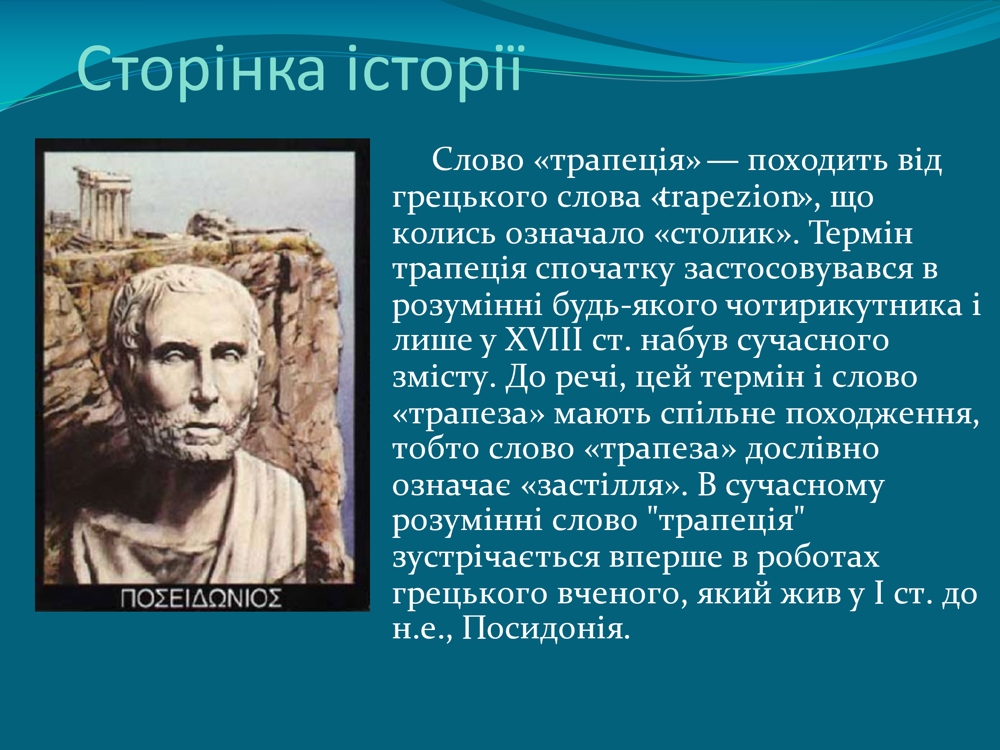 Сторінка історії
Слово «трапеція» — походить від
грецького слова «trapezion», що
колись означало «столик». Термін
трапеція спочатку застосовувався в
розумінні будь-якого чотирикутника і
лише у XVIII ст. набув сучасного
змісту. До речі, цей термін і слово
«трапеза» мають спільне походження,
тобто слово «трапеза» дослівно
означає «застілля». В сучасному
розумінні слово "трапеція"
зустрічається вперше в роботах
грецького вченого, який жив у І ст. до
н.е., Посидонія.
ΠΟΣΕΙΔΩΝΙΟΣ